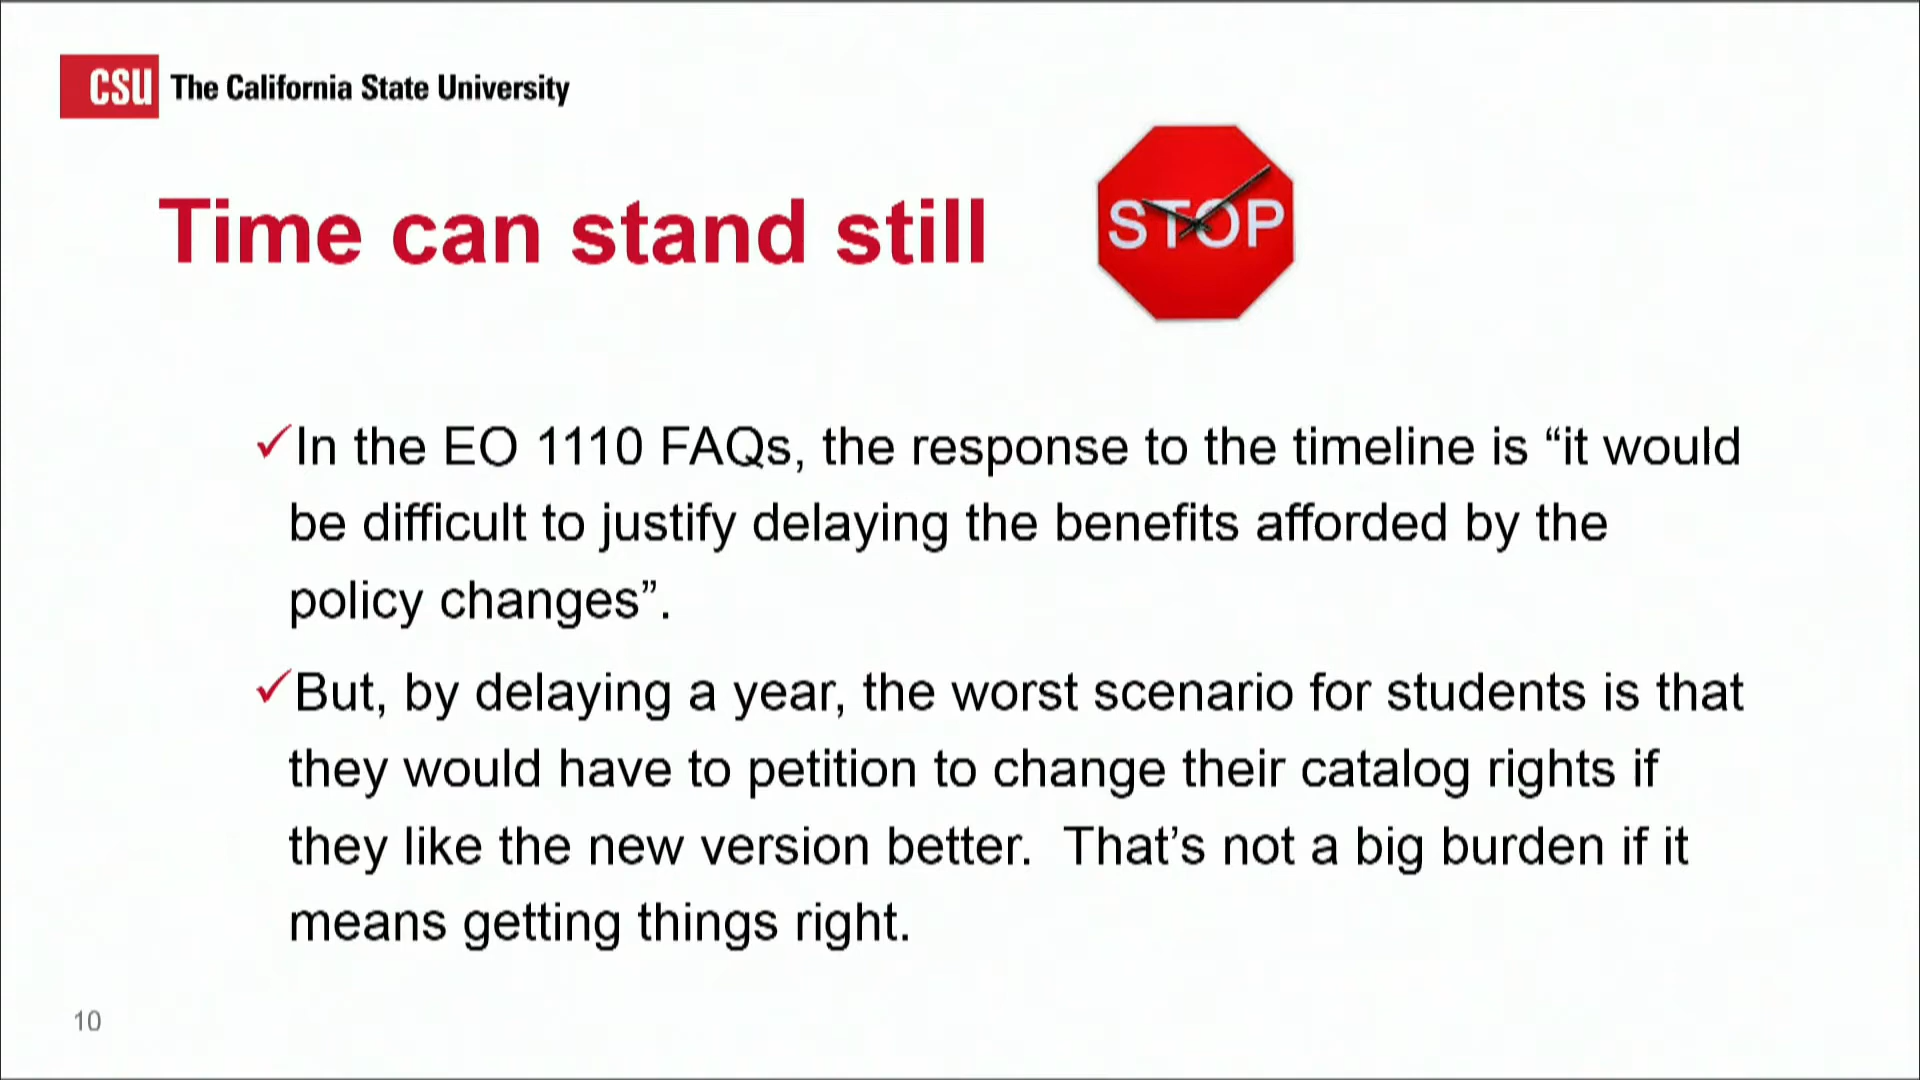 CSU The California State University
Time can stand still
STOP
✓In the EO 1110 FAQs, the response to the timeline is “it would
be difficult to justify delaying the benefits afforded by the
policy changes”.
✓But, by delaying a year, the worst scenario for students is that
they would have to petition to change their catalog rights if
they like the new version better.  That’s not a big burden if it
means getting things right.
10